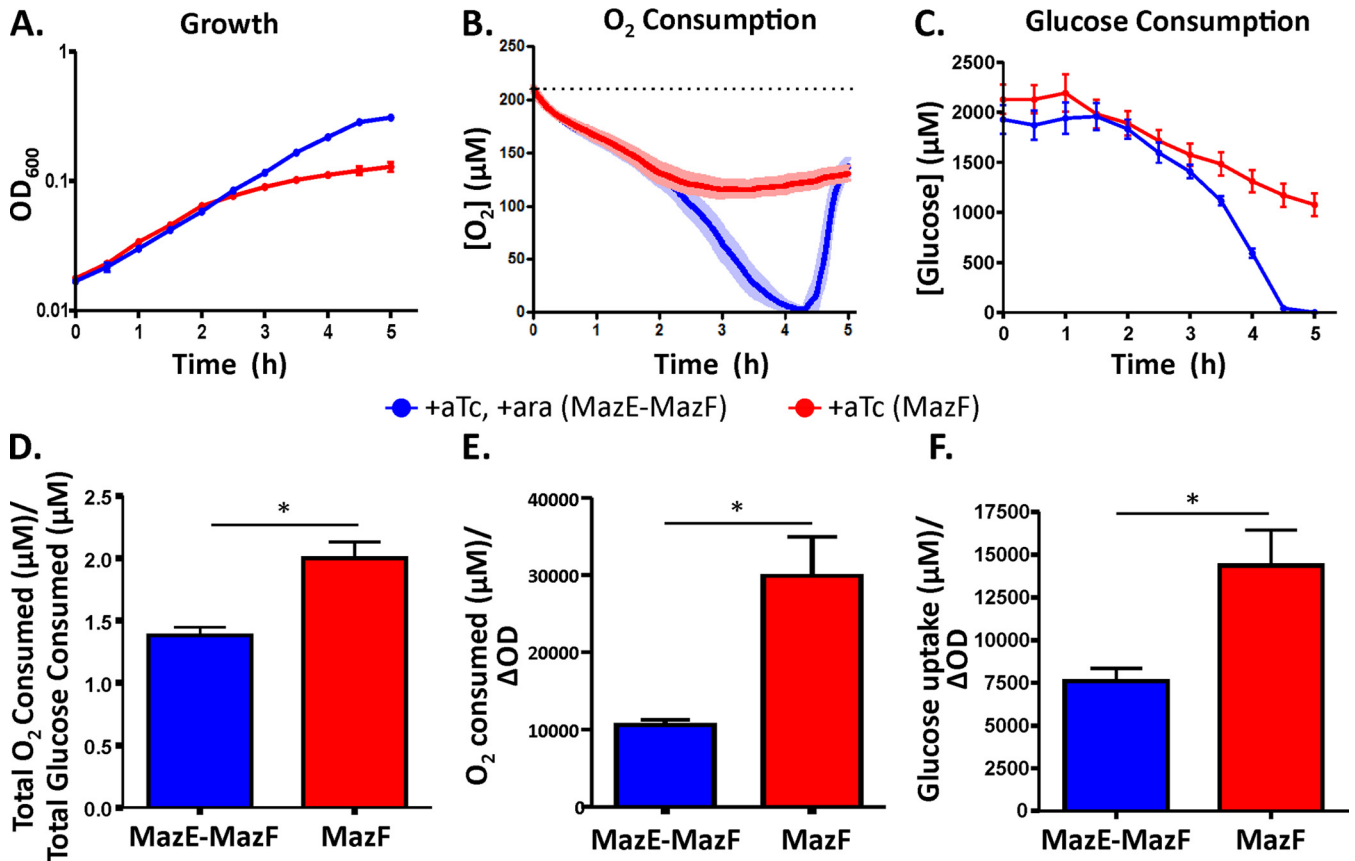 A.
Growth
OD600
1
0.1
0.01
0 1 2 3 4 5
Time (h)
B.
O2 Consumption
[O2] (µM)
250
200
150
100
50
0
0 1 2 3 4 5
Time (h)
C.
Glucose Consumption
[Glucose] (µM)
2500
2000
1500
1000
500
0
0 1 2 3 4 5
Time (h)
+aTc, +ara (MazE-MazF)
+aTc (MazF)
D.
Total O2 Consumed (µM)/
Total Glucose Consumed (µM)
2.5
2.0
1.5
1.0
0.5
0.0
*
MazE-MazF MazF
E.
O2 consumed (µM)/
ΔOD
40000
30000
20000
10000
0
*
MazE-MazF MazF
F.
Glucose uptake (µM)/
ΔOD
17500
15000
12500
10000
7500
5000
2500
0
*
MazE-MazF MazF